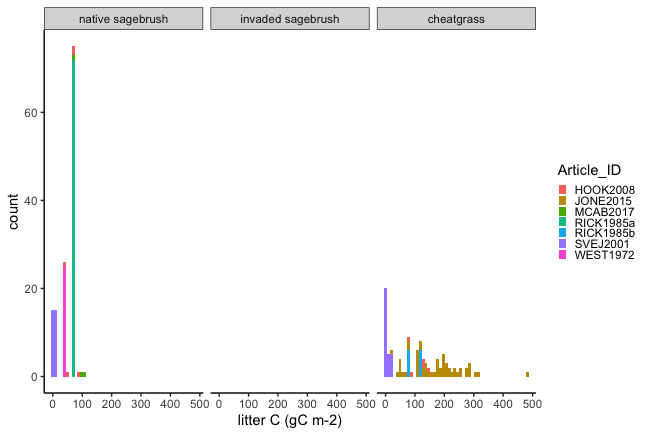 native sagebrush
invaded sagebrush
cheatgrass
count
60
40
20
0
0 100 200 300 400 500
0 100 200 300 400 500
0 100 200 300 400 500
litter C (gC m-2)
Article_ID
HOOK2008
JONE2015
MCAB2017
RICK1985a
RICK1985b
SVEJ2001
WEST1972